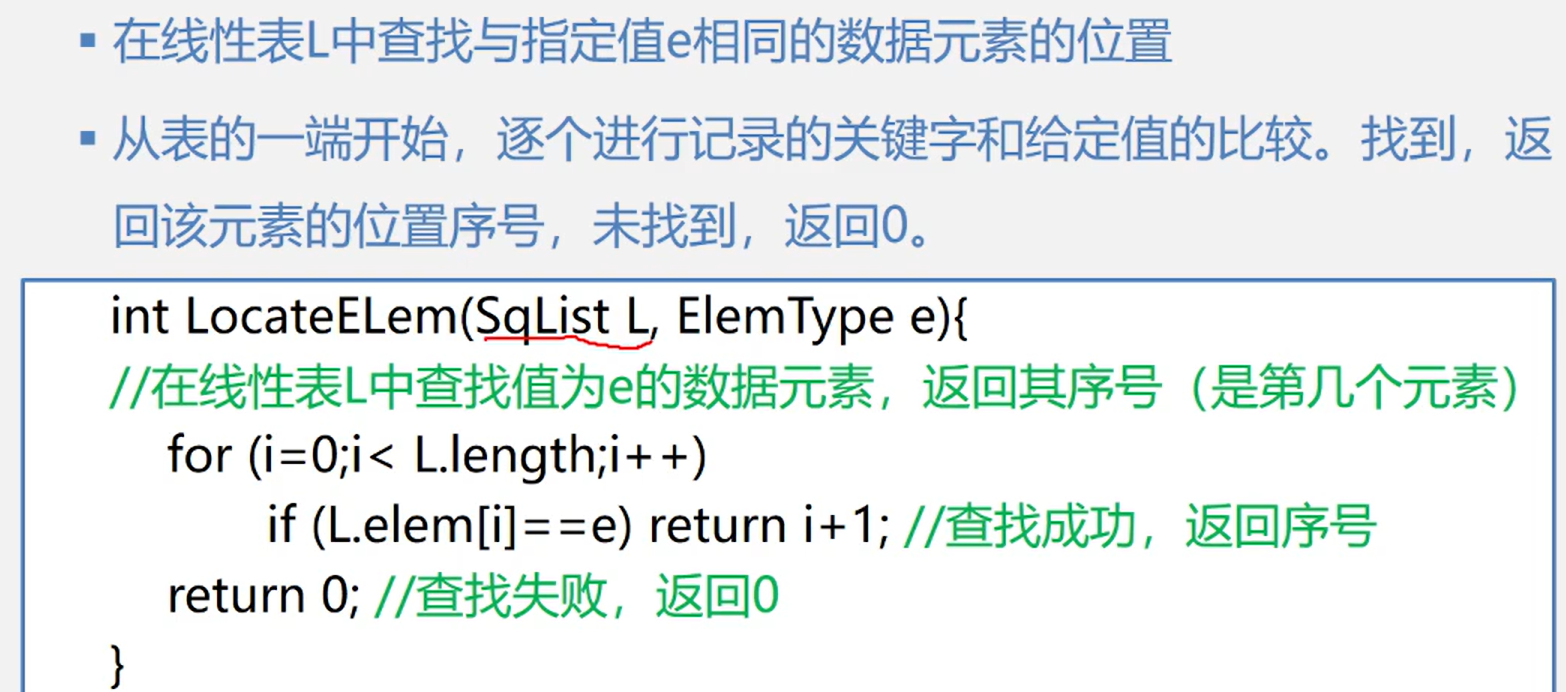 ▪ 在线性表L中查找与指定值e相同的数据元素的位置
▪ 从表的一端开始，逐个进行记录的关键字和给定值的比较。找到，返
回该元素的位置序号，未找到，返回0。
int LocateELem(SqList L, ElemType e){
//在线性表L中查找值为e的数据元素，返回其序号（是第几个元素）
for (i=0;i< L.length;i++)
if (L.elem[i]==e) return i+1; //查找成功，返回序号
return 0; //查找失败，返回0
}